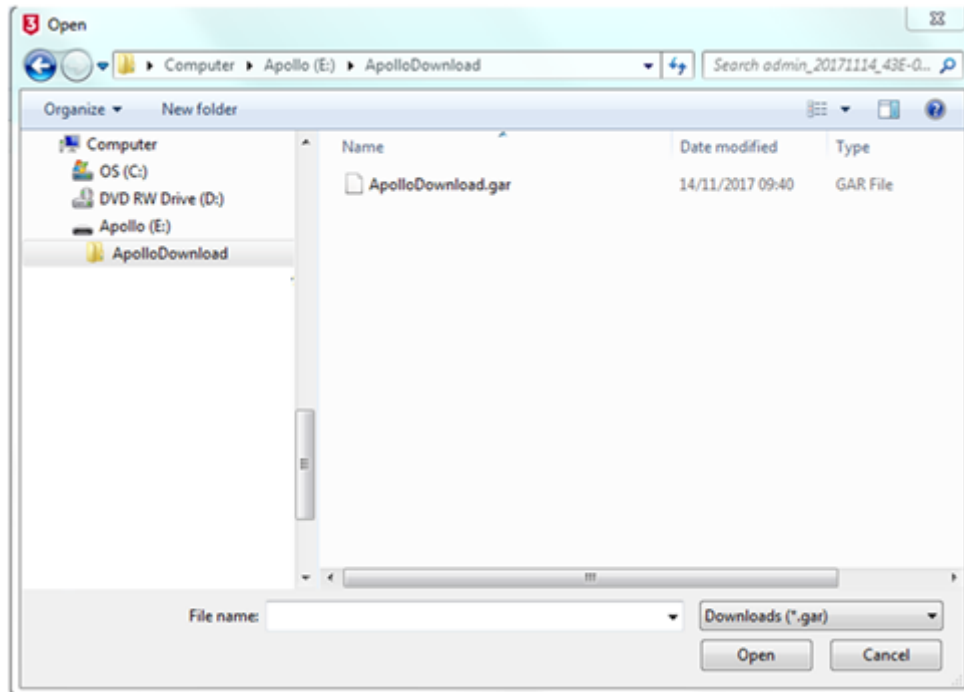 3 Open
Computer Apollo (E:) ApolloDownload Search admin_20171114_43E-0...
Organize New folder
Computer
OS (C:)
DVD RW Drive (D:)
Apollo (E:)
ApolloDownload
Name Date modified Type
ApolloDownload.gar 14/11/2017 09:40 GAR File
File name: Downloads (*.gar)
Open Cancel